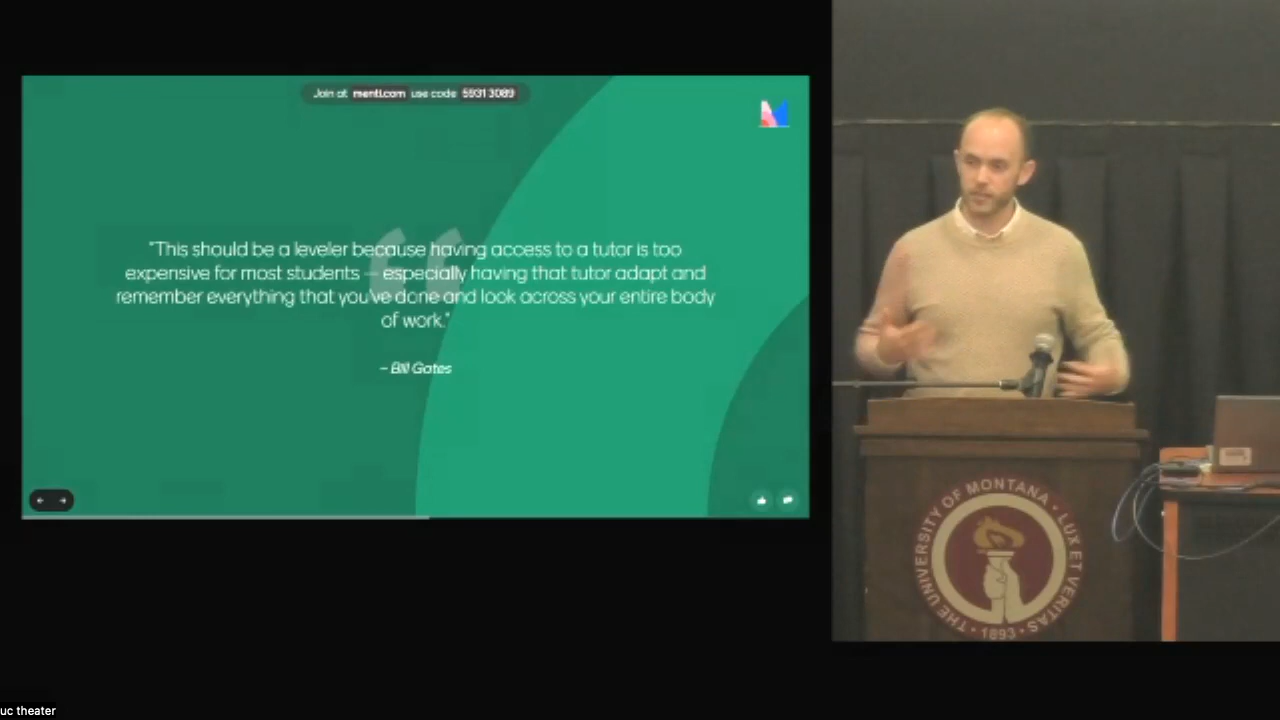 Join at menti.com use code 5931 3089
"This should be a leveler because having access to a tutor is too
expensive for most students – especially having that tutor adapt and
remember everything that you've done and look across your entire body
of work."
– Bill Gates
THE UNIVERSITY OF MONTANA • LUX ET VERITAS •
1893
uc theater